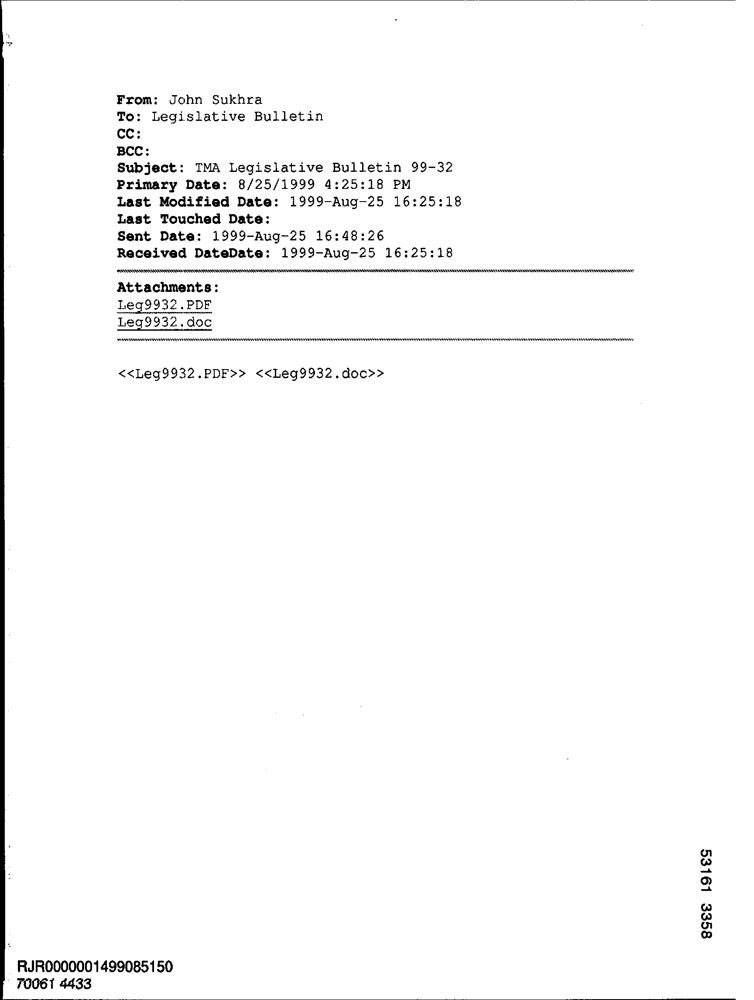 From: John Sukhra
To: Legislative Bulletin
CC:
BCC:
Subject: TMA Legislative Bulletin 99-32
Primary Date: 8/25/1999 4:25:18 PM
Last Modified Date: 1999-Aug-25 16:25:18
Last Touched Date:
Sent Date: 1999-Aug-25 16:48:26
Received DateDate: 1999-Aug-25 16:25:18
Attachments:
Leg9932.PDF
Leg9932.doc
<<Leg9932.PDF>> <<Leg9932.doc>>
53161 3358
RJR0000001499085150
70061 4433